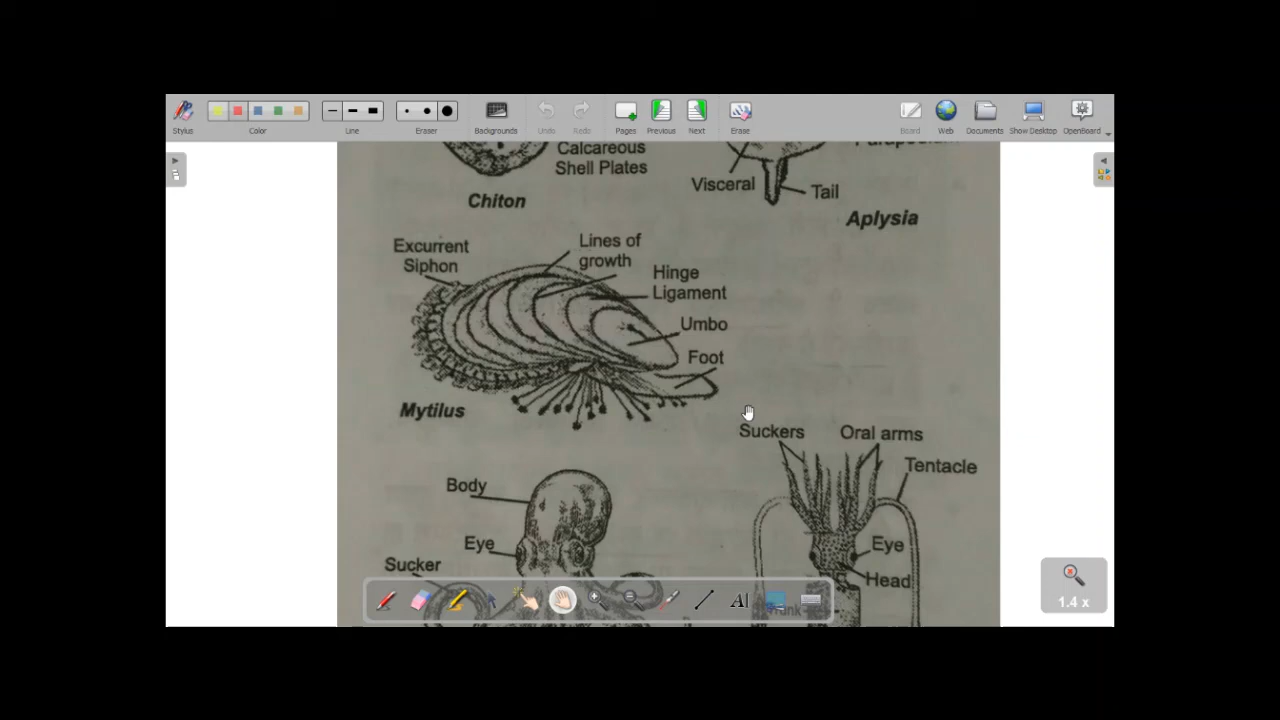 Stylus
Color
Line
Eraser
Backgrounds
Undo
Redo
Pages
Previous
Next
Erase
Board
Web
Documents
Show Desktop
OpenBoard
Calcareous
Shell Plates
Chiton
Visceral
Tail
Aplysia
Excurrent
Siphon
Lines of
growth
Hinge
Ligament
Umbo
Foot
Mytilus
Suckers
Oral arms
Tentacle
Body
Eye
Sucker
Eye
Head
1.4 x